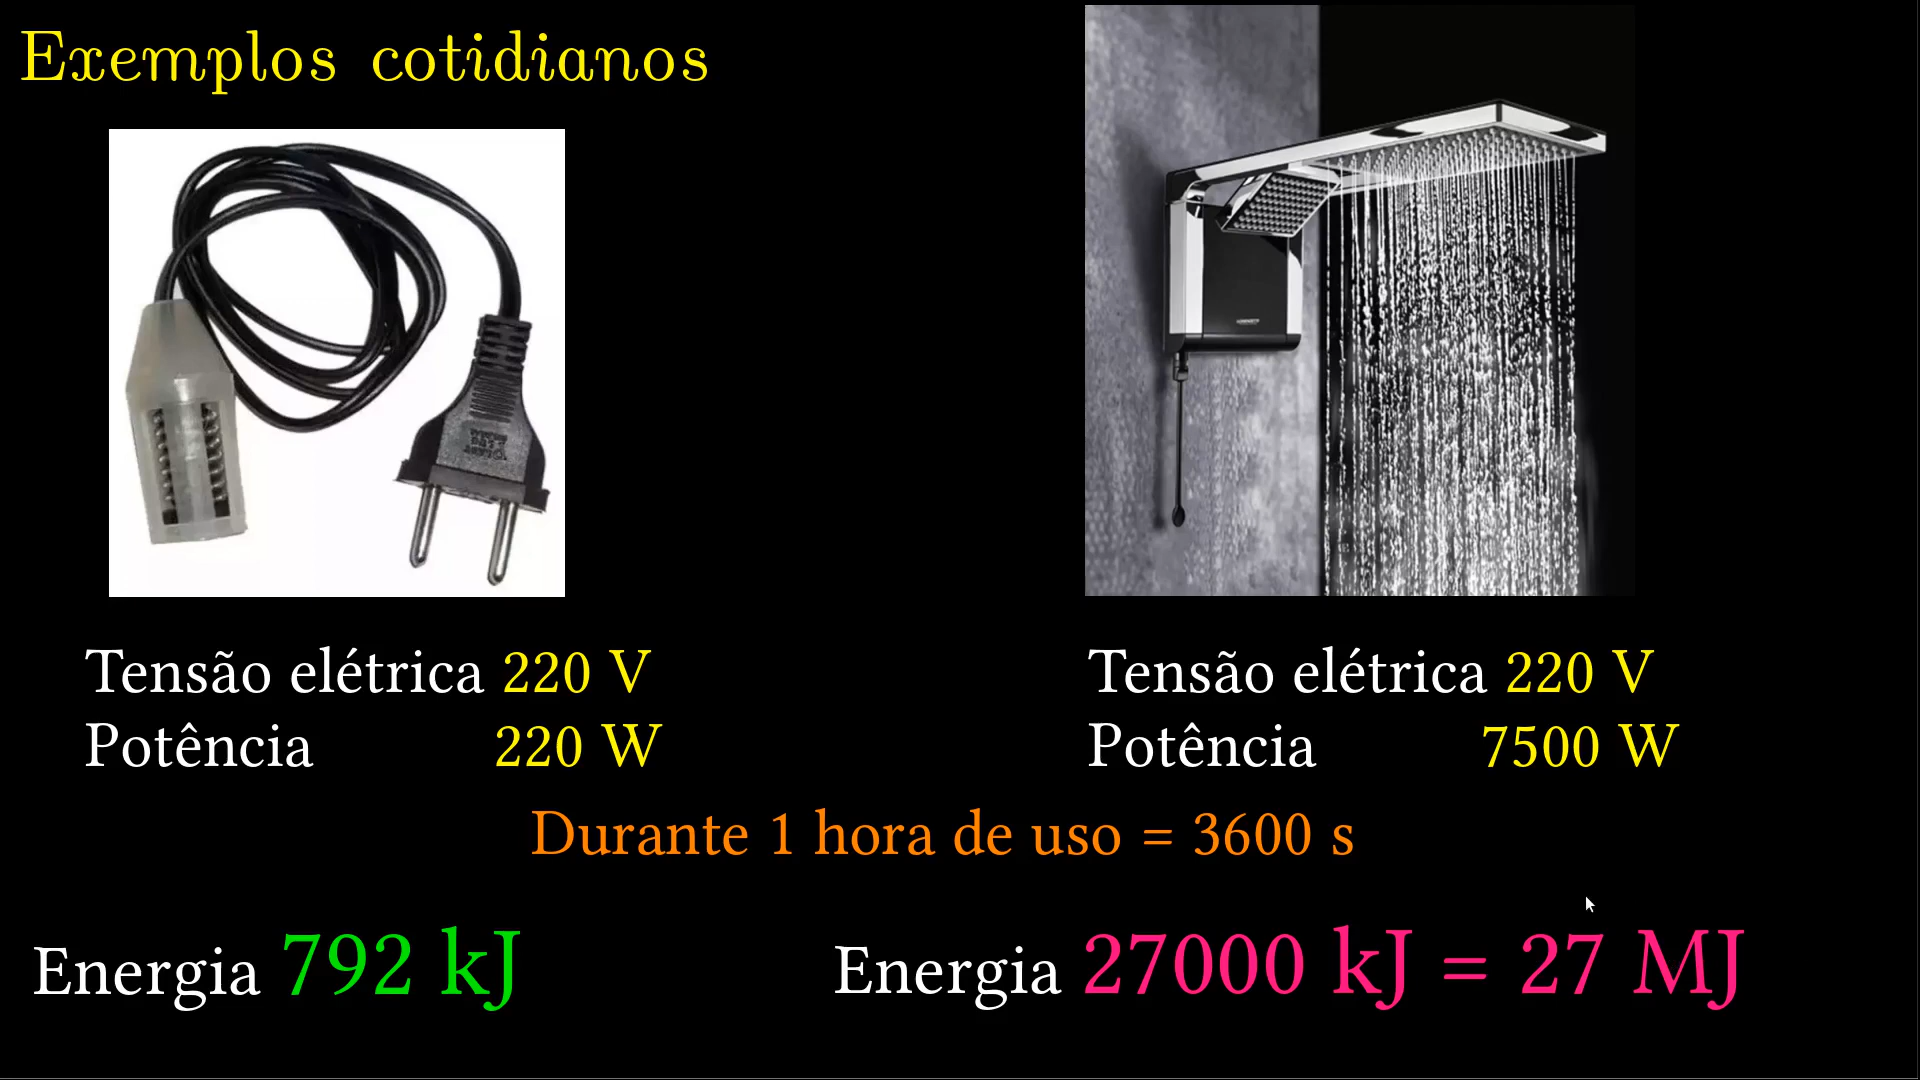 Exemplos cotidianos
Tensão elétrica 220 V
Potência 220 W
Tensão elétrica 220 V
Potência 7500 W
Durante 1 hora de uso = 3600 s
Energia 792 kJ
Energia 27000 kJ = 27 MJ